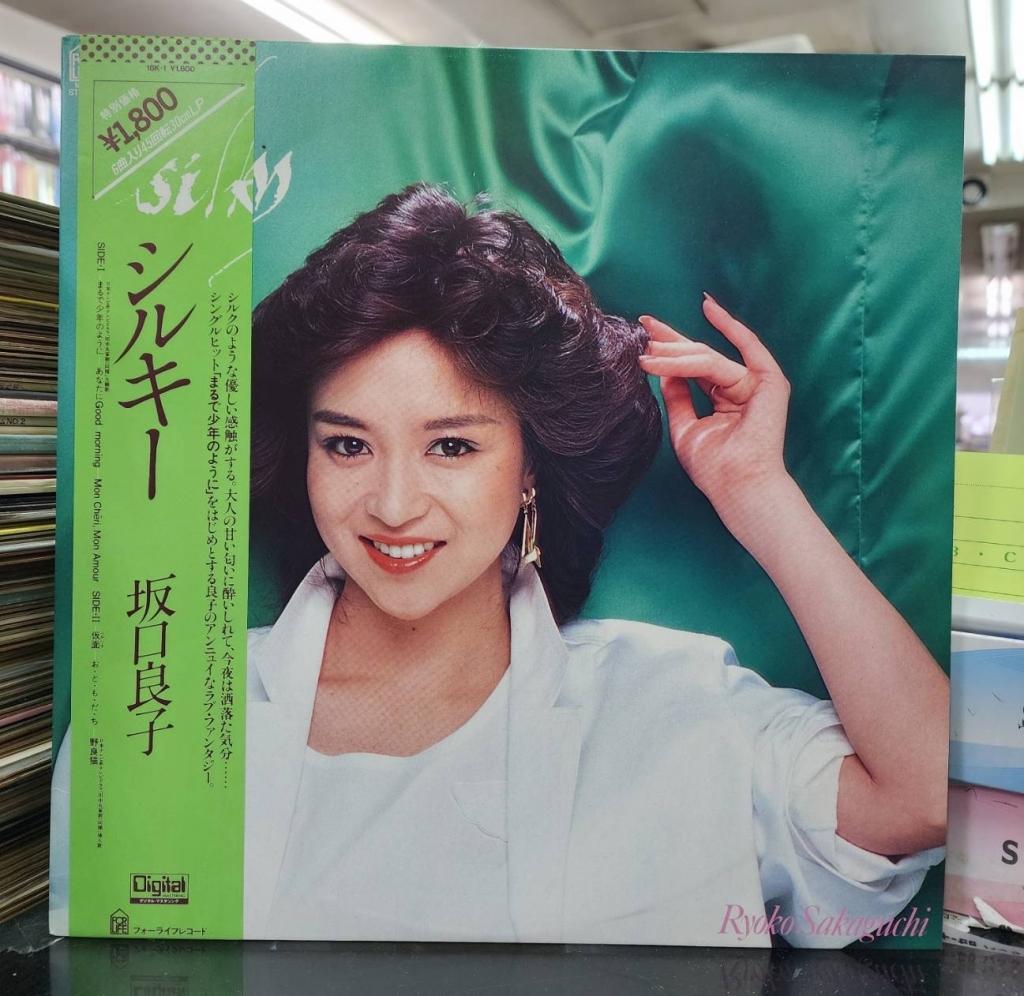 16K-1 ¥1,800
特別価格
¥1,800
6曲入り45回転30cmLP
silky
シルキー
坂口良子
シルクのような優しい感触がする。大人の甘い匂いに酔いしれて、今夜は洒落た気分……
シングルヒット「まるで少年のように」をはじめとする良子のアンニュイなラブ・ファンタジー。
SIDE-I まるで少年のように あなたにGood morning Mon Chéri, Mon Amour SIDE-II 仮面 お・と・も・だ・ち 野良猫
Digital
デジタル・マスタリング
FOR LIFE
フォーライフレコード
Ryoko Sakaguchi
AND 2
B・C
S